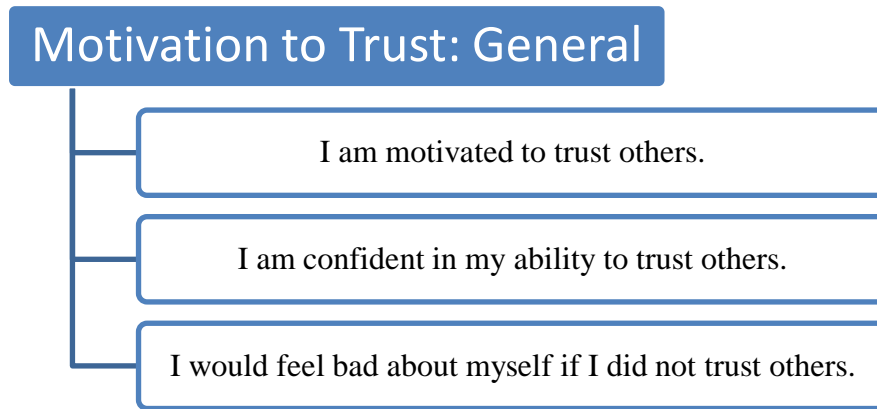 Motivation to Trust: General
I am motivated to trust others.
I am confident in my ability to trust others.
I would feel bad about myself if I did not trust others.